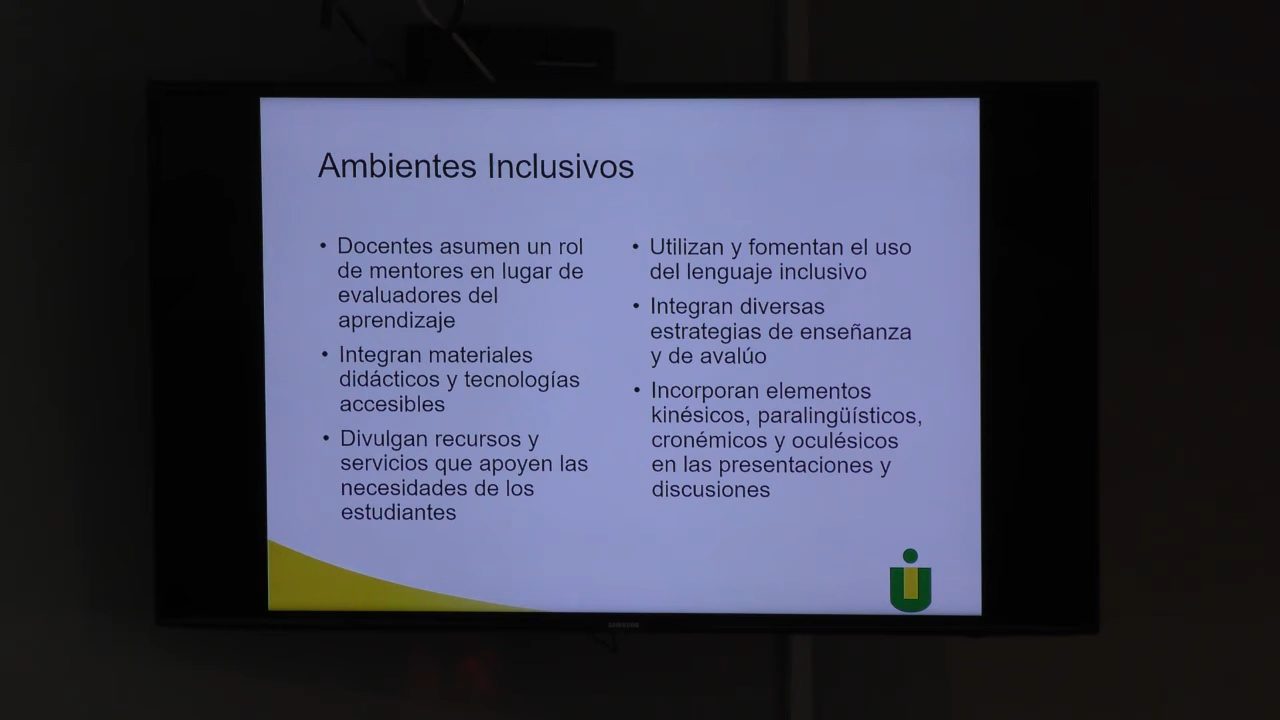 Ambientes Inclusivos
• Docentes asumen un rol
de mentores en lugar de
evaluadores del
aprendizaje
• Integran materiales
didácticos y tecnologías
accesibles
• Divulgan recursos y
servicios que apoyen las
necesidades de los
estudiantes
• Utilizan y fomentan el uso
del lenguaje inclusivo
• Integran diversas
estrategias de enseñanza
y de avalúo
• Incorporan elementos
kinésicos, paralingüísticos,
cronémicos y oculésicos
en las presentaciones y
discusiones
SAMSUNG